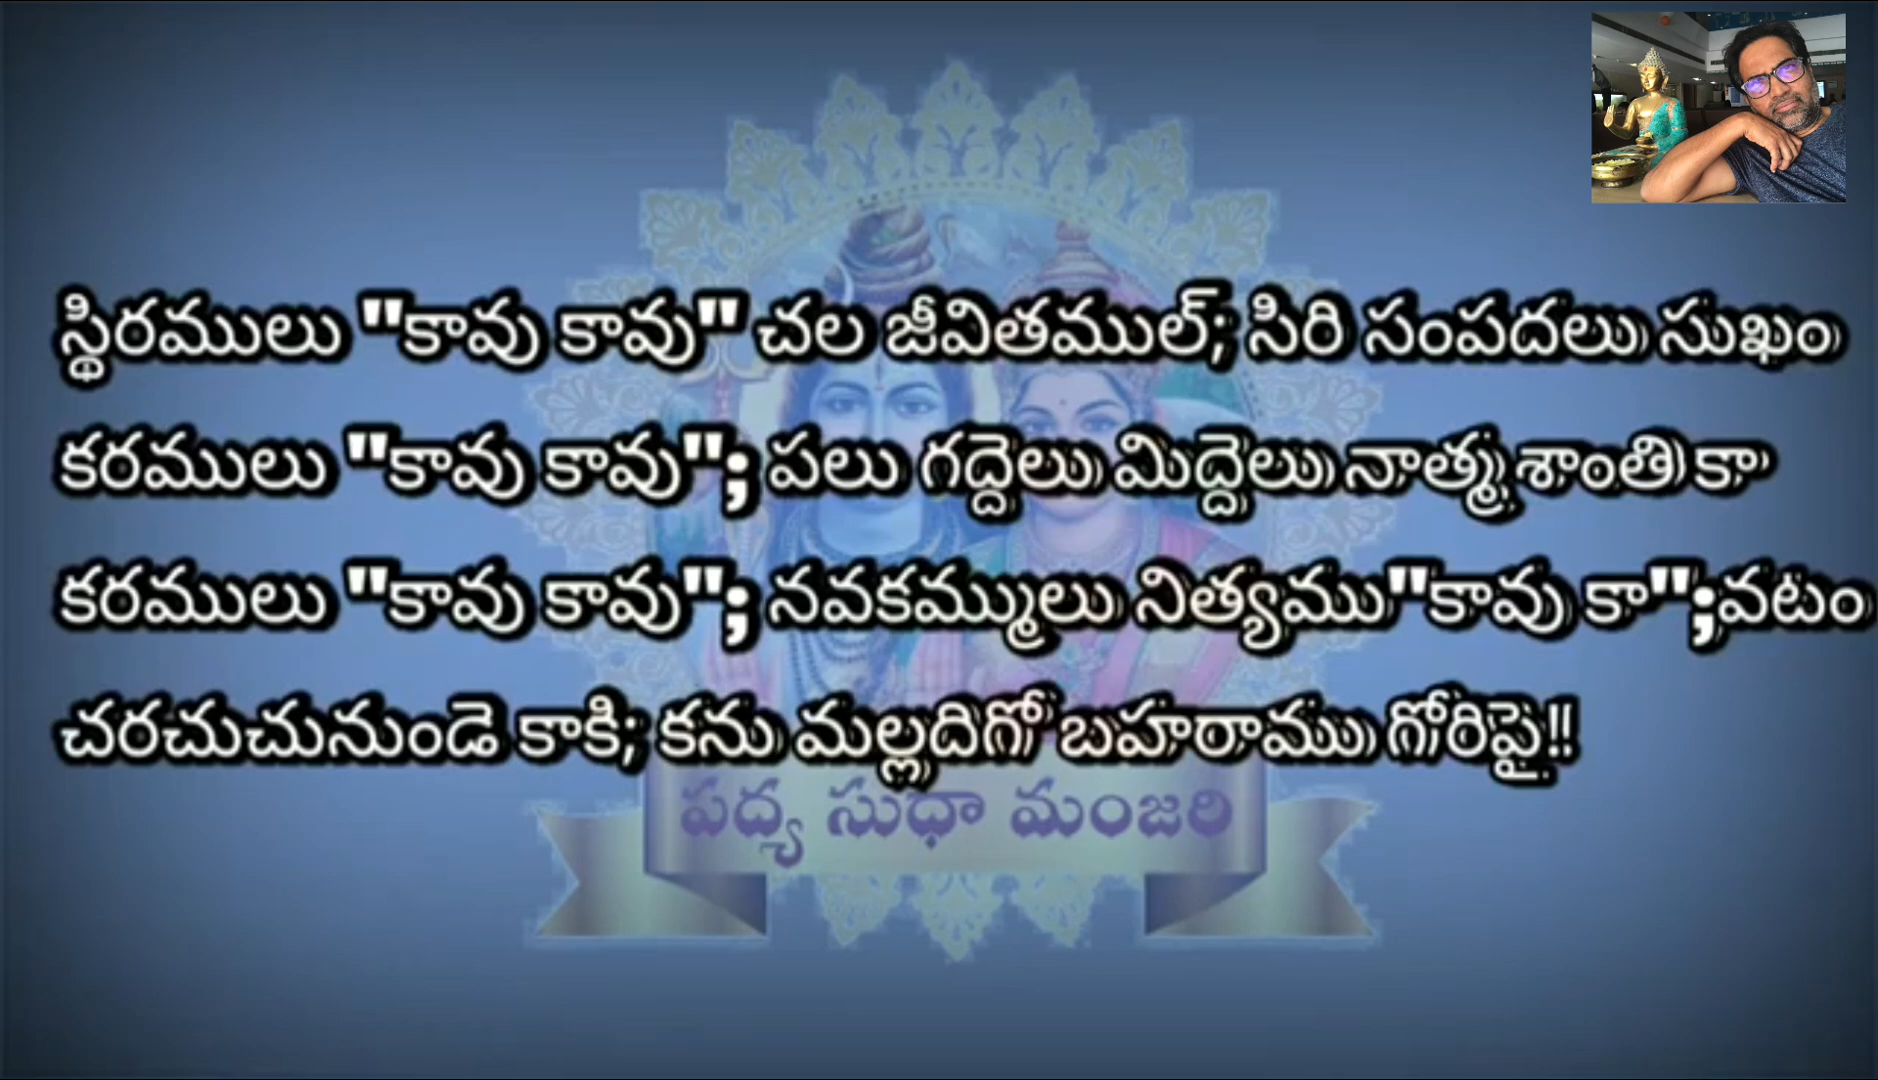 స్థిరములు "కావు కావు" చల జీవితముల్; సిరి సంపదలు సుఖం
కరములు "కావు కావు"; పలు గద్దెలు మిద్దెలు నాత్మ శాంతి కా
కరములు "కావు కావు"; నవకమ్ములు నిత్యము"కావు కా";వటం
చరచుచునుండె కాకి; కను మల్లదిగో బహరాము గోరిపై!!
పద్య సుధా మంజరి